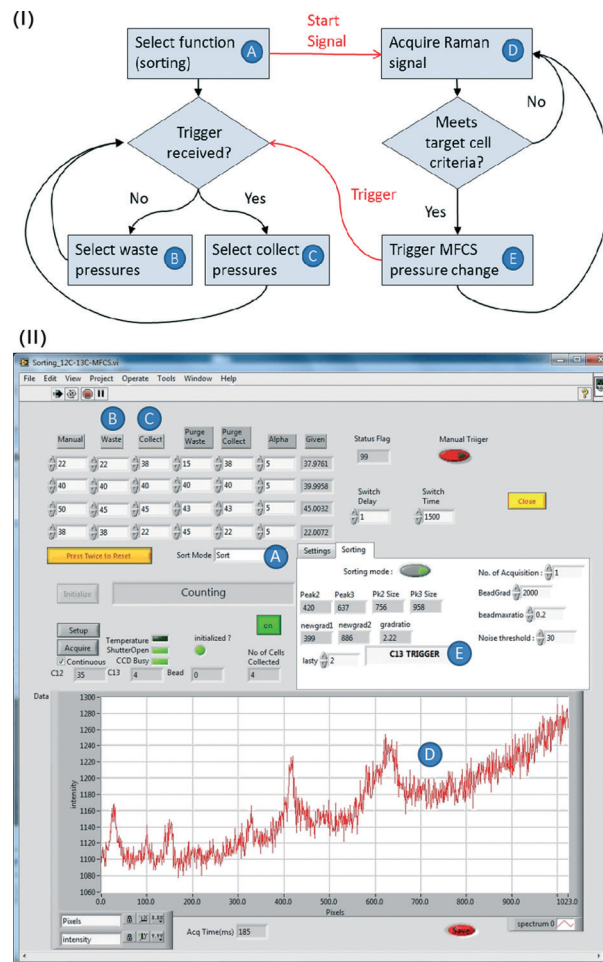 (I)
Select function
(sorting)
A
Start
Signal
Acquire Raman
signal
D
Trigger
received?
Meets
target cell
criteria?
No
No
Yes
Trigger
Yes
Select waste
pressures
B
Select collect
pressures
C
Trigger MFCS
pressure change
E
(II)
Sorting_12C-13C-MFCS.vi
File Edit View Project Operate Tools Window Help
B C
Manual Waste Collect Purge Waste Purge Collect Alpha Given
22 22 38 15 38 5 37.9761
40 40 40 40 40 5 39.9958
50 45 45 43 43 5 45.0032
38 38 22 45 22 5 22.0072
Status Flag
99
Manual Triiger
Switch Delay
1
Switch Time
1500
Close
Press Twice to Reset
Sort Mode Sort
A
Initialize
Counting
Settings Sorting
Sorting mode :
No. of Acquisition : 1
Peak2 Peak3 Pk2 Size Pk3 Size
420 637 756 958
BeadGrad 2000
newgrad1 newgrad2 gradratio
399 886 2.22
beadmaxratio 0.2
lasty 2
C13 TRIGGER
E
Noise threshold : 30
Setup
Acquire
Continuous
Temperature
ShutterOpen
CCD Busy
initialized ?
on
No of Cells
Collected
4
C12 35
C13 4
Bead 0
Data
1300
1280
1260
1240
1220
1200
1180
1160
1140
1120
1100
1080
1060
intensity
D
0.0 100.0 200.0 300.0 400.0 500.0 600.0 700.0 800.0 900.0 1023.0
Pixels
Pixels
intensity
Acq Time(ms) 185
Save
spectrum 0